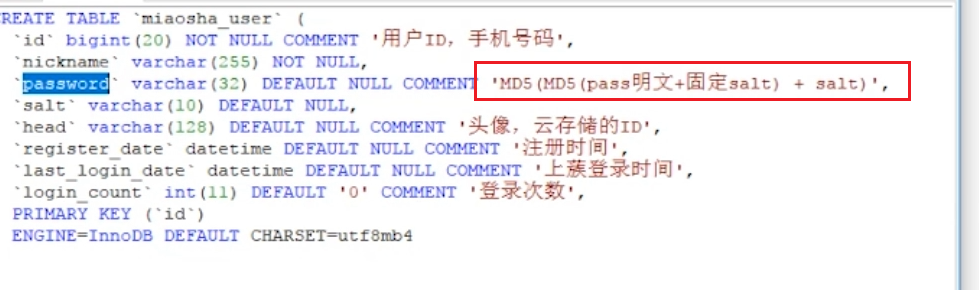 REATE TABLE `miaosha_user` (
`id` bigint(20) NOT NULL COMMENT '用户ID，手机号码',
`nickname` varchar(255) NOT NULL,
`password` varchar(32) DEFAULT NULL COMMENT 'MD5(MD5(pass明文+固定salt) + salt)',
`salt` varchar(10) DEFAULT NULL,
`head` varchar(128) DEFAULT NULL COMMENT '头像，云存储的ID',
`register_date` datetime DEFAULT NULL COMMENT '注册时间',
`last_login_date` datetime DEFAULT NULL COMMENT '上蔟登录时间',
`login_count` int(11) DEFAULT '0' COMMENT '登录次数',
PRIMARY KEY (`id`)
ENGINE=InnoDB DEFAULT CHARSET=utf8mb4